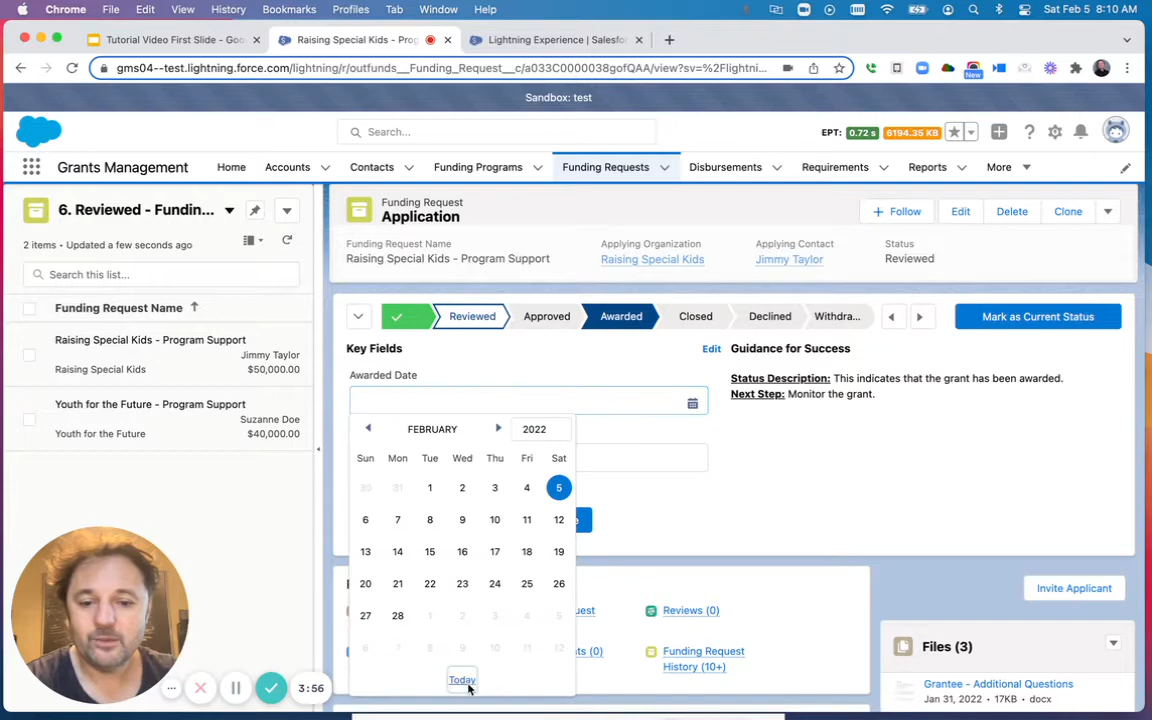 Chrome File Edit View History Bookmarks Profiles Tab Window Help Sat Feb 5 8:10 AM
Tutorial Video First Slide - Goo Raising Special Kids - Prog Lightning Experience | Salesfor
gms04--test.lightning.force.com/lightning/r/outfunds__Funding_Request__c/a033C0000038gofQAA/view?sv=%2Flightni... New
Sandbox: test
Search... EPT: 0.72 s 6194.35 KB
Grants Management Home Accounts Contacts Funding Programs Funding Requests Disbursements Requirements Reports More
6. Reviewed - Fundin...
2 items • Updated a few seconds ago
Search this list...
Funding Request Name
Raising Special Kids - Program Support
Jimmy Taylor
Raising Special Kids $50,000.00
Youth for the Future - Program Support
Suzanne Doe
Youth for the Future $40,000.00
Funding Request
Application
Follow Edit Delete Clone
Funding Request Name Applying Organization Applying Contact Status
Raising Special Kids - Program Support Raising Special Kids Jimmy Taylor Reviewed
Reviewed Approved Awarded Closed Declined Withdra... Mark as Current Status
Key Fields Edit Guidance for Success
Awarded Date
Status Description: This indicates that the grant has been awarded.
Next Step: Monitor the grant.
FEBRUARY 2022
Sun Mon Tue Wed Thu Fri Sat
30 31 1 2 3 4 5
6 7 8 9 10 11 12
13 14 15 16 17 18 19
20 21 22 23 24 25 26
27 28 1 2 3 4 5
6 7 8 9 10 11 12
Today
Invite Applicant
Reviews (0)
Funding Request
History (10+)
Files (3)
Grantee - Additional Questions
Jan 31, 2022 • 17KB • docx
3:56